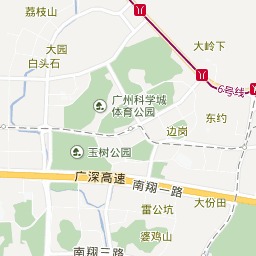 荔枝山
大岭下
大园
白头石
6号线
广州科学城
体育公园
东约
边岗
玉树公园
广深高速
南翔一路
大份田
雷公坑
婆鸡山
南翔三路